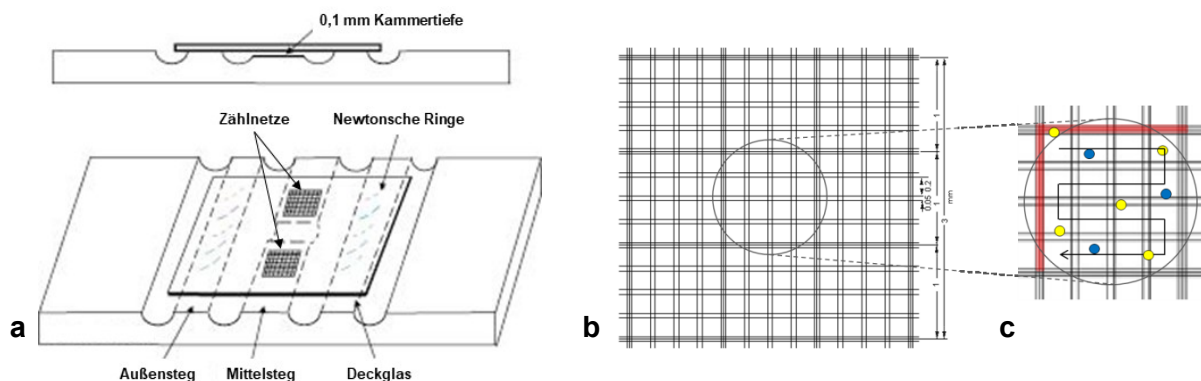 0,1 mm Kammertiefe
Zählnetze
Newtonsche Ringe
a
Außensteg
Mittelsteg
Deckglas
b
1
1
1
0.05
0.2
3
mm
c